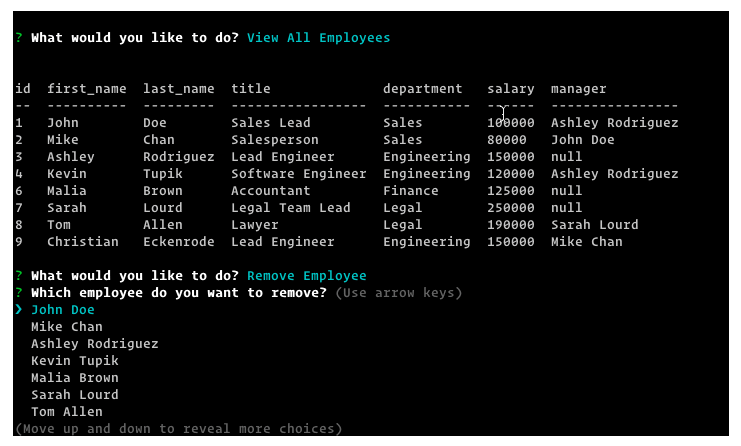 ? What would you like to do? View All Employees
id  first_name  last_name  title              department   salary  manager
--  ----------  ---------  -----------------  -----------  ------  ----------------
1   John        Doe        Sales Lead         Sales        100000  Ashley Rodriguez
2   Mike        Chan       Salesperson        Sales        80000   John Doe
3   Ashley      Rodriguez  Lead Engineer      Engineering  150000  null
4   Kevin       Tupik      Software Engineer  Engineering  120000  Ashley Rodriguez
6   Malia       Brown      Accountant         Finance      125000  null
7   Sarah       Lourd      Legal Team Lead    Legal        250000  null
8   Tom         Allen      Lawyer             Legal        190000  Sarah Lourd
9   Christian   Eckenrode  Lead Engineer      Engineering  150000  Mike Chan
? What would you like to do? Remove Employee
? Which employee do you want to remove? (Use arrow keys)
❯ John Doe
Mike Chan
Ashley Rodriguez
Kevin Tupik
Malia Brown
Sarah Lourd
Tom Allen
(Move up and down to reveal more choices)